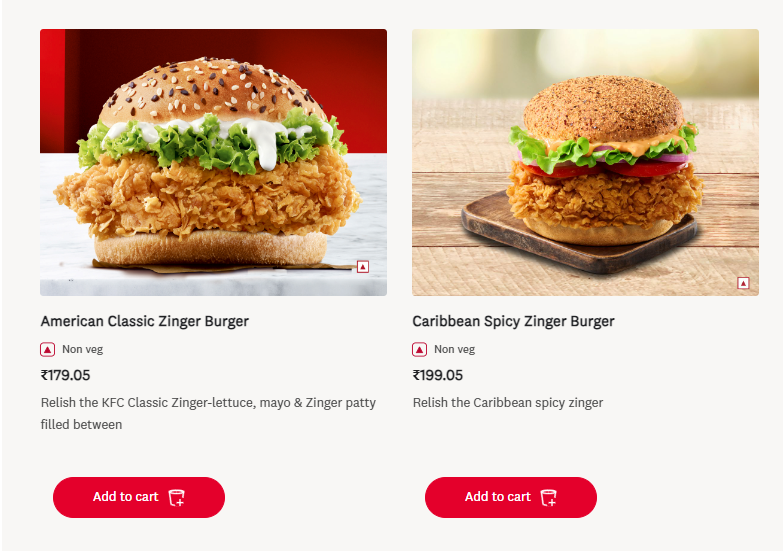 American Classic Zinger Burger
Non veg
₹179.05
Relish the KFC Classic Zinger-lettuce, mayo & Zinger patty
filled between
Add to cart
Caribbean Spicy Zinger Burger
Non veg
₹199.05
Relish the Caribbean spicy zinger
Add to cart